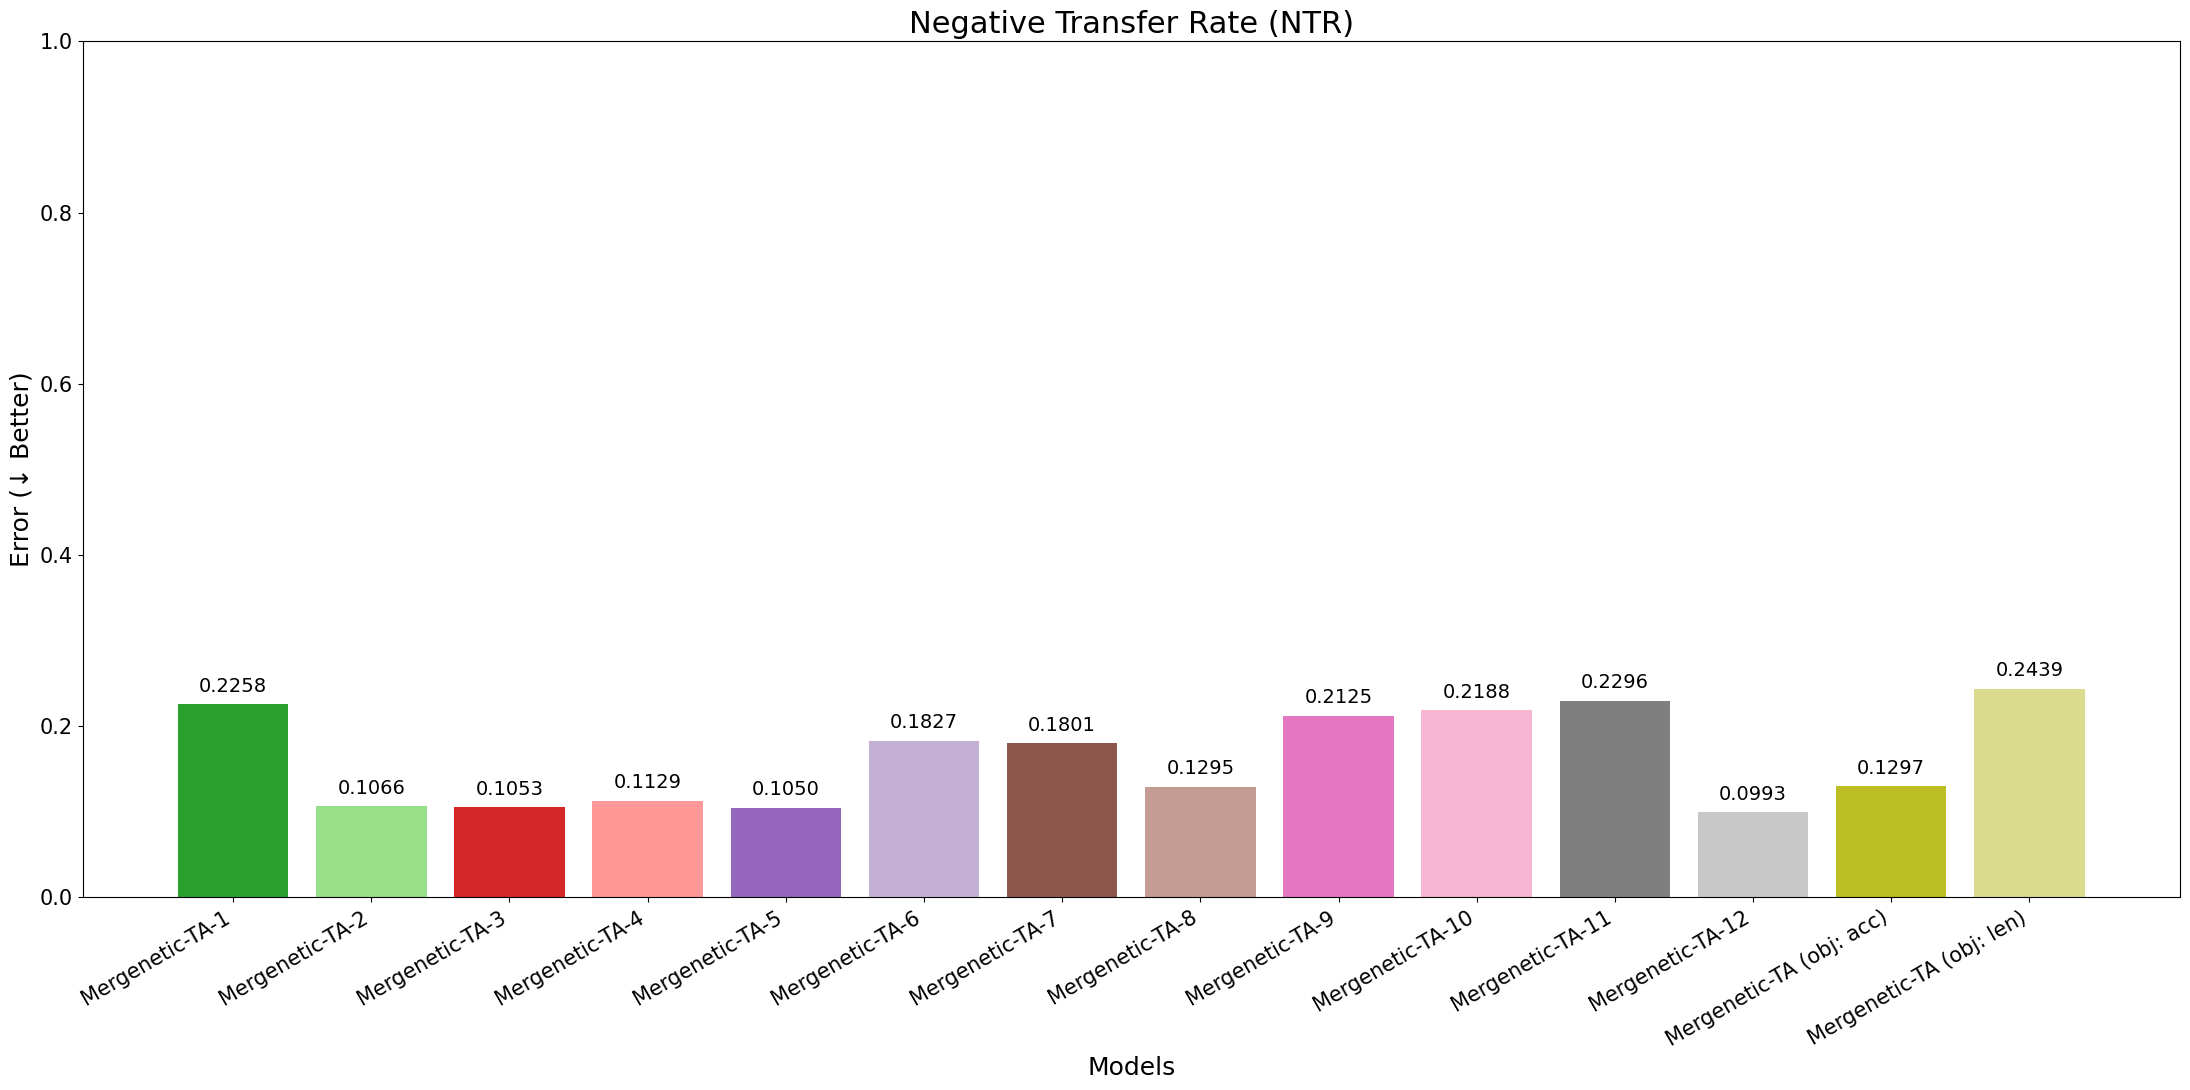 Negative Transfer Rate (NTR)
Error (↓ Better)
1.0
0.8
0.6
0.4
0.2
0.0
0.2258
0.1066
0.1053
0.1129
0.1050
0.1827
0.1801
0.1295
0.2125
0.2188
0.2296
0.0993
0.1297
0.2439
Mergenetic-TA-1
Mergenetic-TA-2
Mergenetic-TA-3
Mergenetic-TA-4
Mergenetic-TA-5
Mergenetic-TA-6
Mergenetic-TA-7
Mergenetic-TA-8
Mergenetic-TA-9
Mergenetic-TA-10
Mergenetic-TA-11
Mergenetic-TA-12
Mergenetic-TA (obj: acc)
Mergenetic-TA (obj: len)
Models